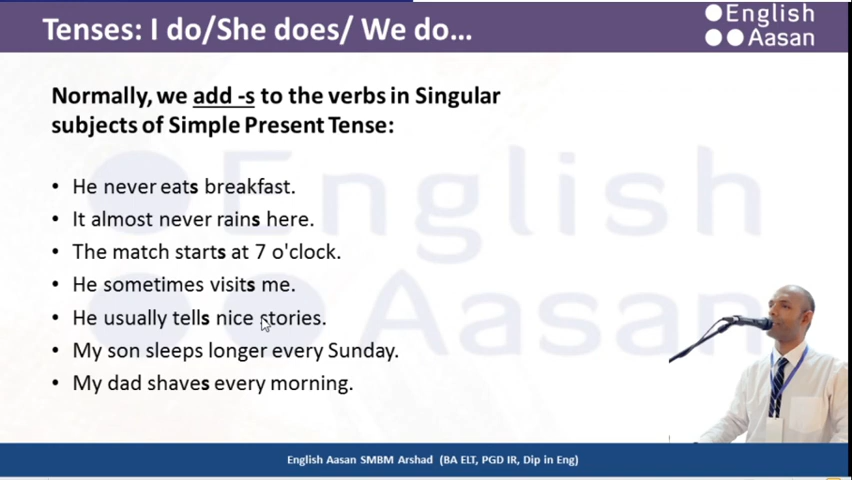 Tenses: I do/She does/ We do...
English
Aasan
Normally, we add -s to the verbs in Singular
subjects of Simple Present Tense:
• He never eats breakfast.
• It almost never rains here.
• The match starts at 7 o'clock.
• He sometimes visits me.
• He usually tells nice stories.
• My son sleeps longer every Sunday.
• My dad shaves every morning.
English
Aasan
English Aasan SMBM Arshad (BA ELT, PGD IR, Dip in Eng)